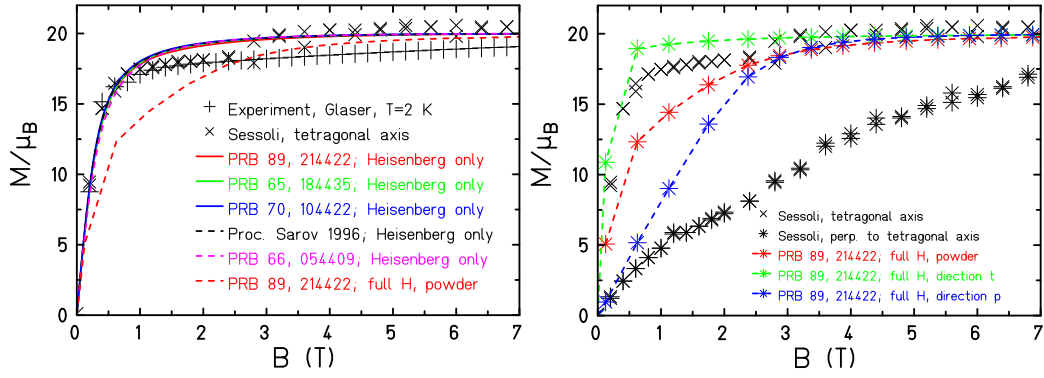 M/μB
20
15
10
5
0
0 1 2 3 4 5 6 7
B (T)
Experiment, Glaser, T=2 K
Sessoli, tetragonal axis
PRB 89, 214422; Heisenberg only
PRB 65, 184435; Heisenberg only
PRB 70, 104422; Heisenberg only
Proc. Sarov 1996; Heisenberg only
PRB 66, 054409; Heisenberg only
PRB 89, 214422; full H, powder
M/μB
20
15
10
5
0
0 1 2 3 4 5 6 7
B (T)
Sessoli, tetragonal axis
Sessoli, perp. to tetragonal axis
PRB 89, 214422; full H, powder
PRB 89, 214422; full H, diection t
PRB 89, 214422; full H, direction p